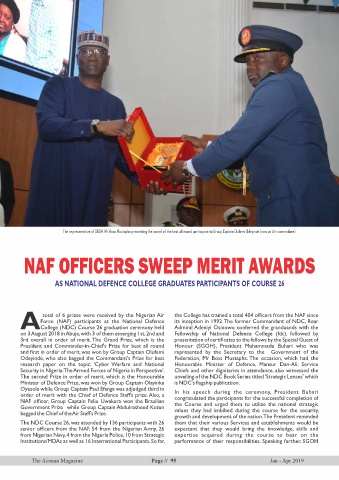 The representative of SGOH, Mr Boss Mustapha presenting the award of the best all round participant to Group Captain Olufemi Odeyinde (now an Air commodore)
NAF OFFICERS SWEEP MERIT AWARDS
AS NATIONAL DEFENCE COLLEGE GRADUATES PARTICIPANTS OF COURSE 26
A total of 6 prizes were received by the Nigerian Air
Force (NAF) participants at the National Defence
College (NDC) Course 26 graduation ceremony held
on 3 August 2018 in Abuja, with 3 of them emerging 1st, 2nd and
3rd overall in order of merit. The Grand Prize, which is the
President and Commander-in-Chief's Prize for best all round
and first in order of merit, was won by Group Captain Olufemi
Odeyinde, who also bagged the Commandant's Prize for best
research paper on the topic 'Cyber Warfare and National
Security in Nigeria: The Armed Forces of Nigeria in Perspective'.
The second Prize in order of merit, which is the Honourable
Minister of Defence Prize, was won by Group Captain Olayinka
Oyesola while Group Captain Paul Efanga was adjudged third in
order of merit with the Chief of Defence Staff's prize. Also, a
NAF officer, Group Captain Felix Uwakara won the Brazilian
Government Prize while Group Captain Abdulrasheed Kotan
bagged the Chief of the Air Staff's Prize.
The NDC Course 26, was attended by 136 participants with 26
senior officers from the NAF, 54 from the Nigerian Army, 26
from Nigerian Navy, 4 from the Nigeria Police, 10 from Strategic
Institutions/MDAs as well as 16 International Participants. So far,
the College has trained a total 404 officers from the NAF since
its inception in 1992. The former Commandant of NDC, Rear
Admiral Adeniyi Osinowo conferred the grandaunds with the
Fellowship of National Defence College (fdc), followed by
presentation of certificates to the fellows by the Special Guest of
Honour (SGOH), President Muhammadu Buhari who was
represented by the Secretary to the Government of the
Federation, Mr Boss Mustapha. The occasion, which had the
Honourable Minister of Defence, Mansur Dan-Ali, Service
Chiefs and other dignitaries in attendance, also witnessed the
unveiling of the NDC Book Series titled 'Strategic Lenses' which
is NDC's flagship publication.
In his speech during the ceremony, President Buhari
congratulated the participants for the successful completion of
the Course and urged them to utilize the national strategic
values they had imbibed during the course for the security,
growth and development of the nation. The President reminded
them that their various Services and establishments would be
expectant that they would bring the knowledge, skills and
expertise acquired during the course to bear on the
performance of their responsibilities. Speaking further, SGOH
The Airman Magazine
Page // 95
Jan - Apr 2019